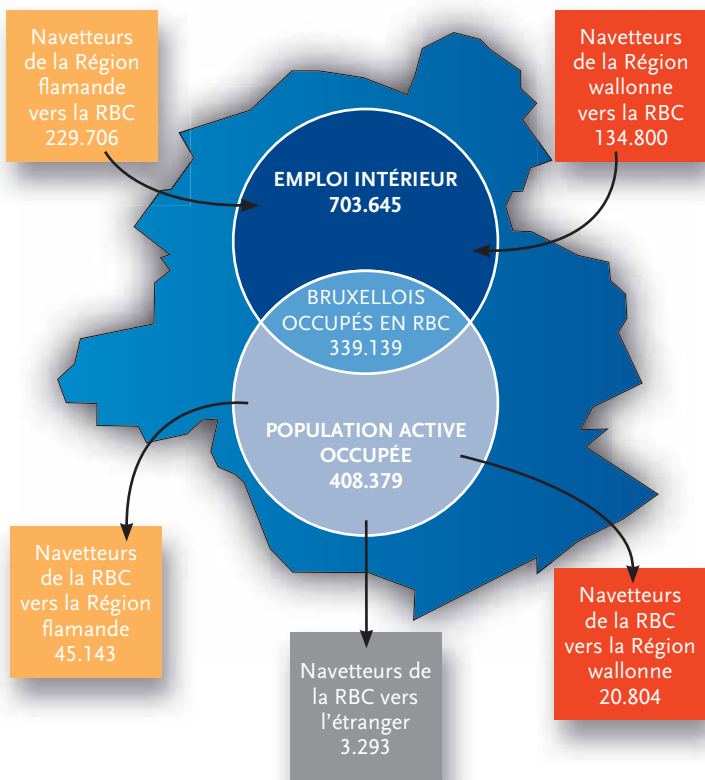 Navetteurs
de la Région
flamande
vers la RBC
229.706
Navetteurs
de la Région
wallonne
vers la RBC
134.800
EMPLOI INTÉRIEUR
703.645
BRUXELLOIS
OCCUPÉS EN RBC
339.139
POPULATION ACTIVE
OCCUPÉE
408.379
Navetteurs
de la RBC
vers la Région
flamande
45.143
Navetteurs de
la RBC vers
l'étranger
3.293
Navetteurs
de la RBC
vers la Région
wallonne
20.804